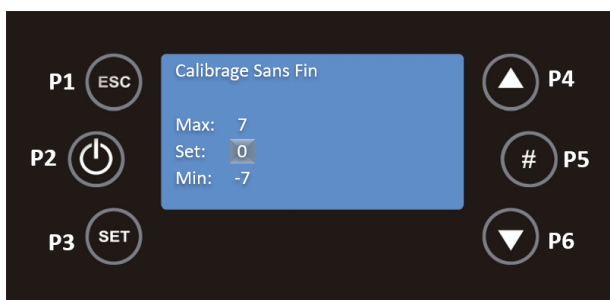 P1 ESC
P2
P3 SET
Calibrage Sans Fin
Max: 7
Set: 0
Min: -7
P4
# P5
P6